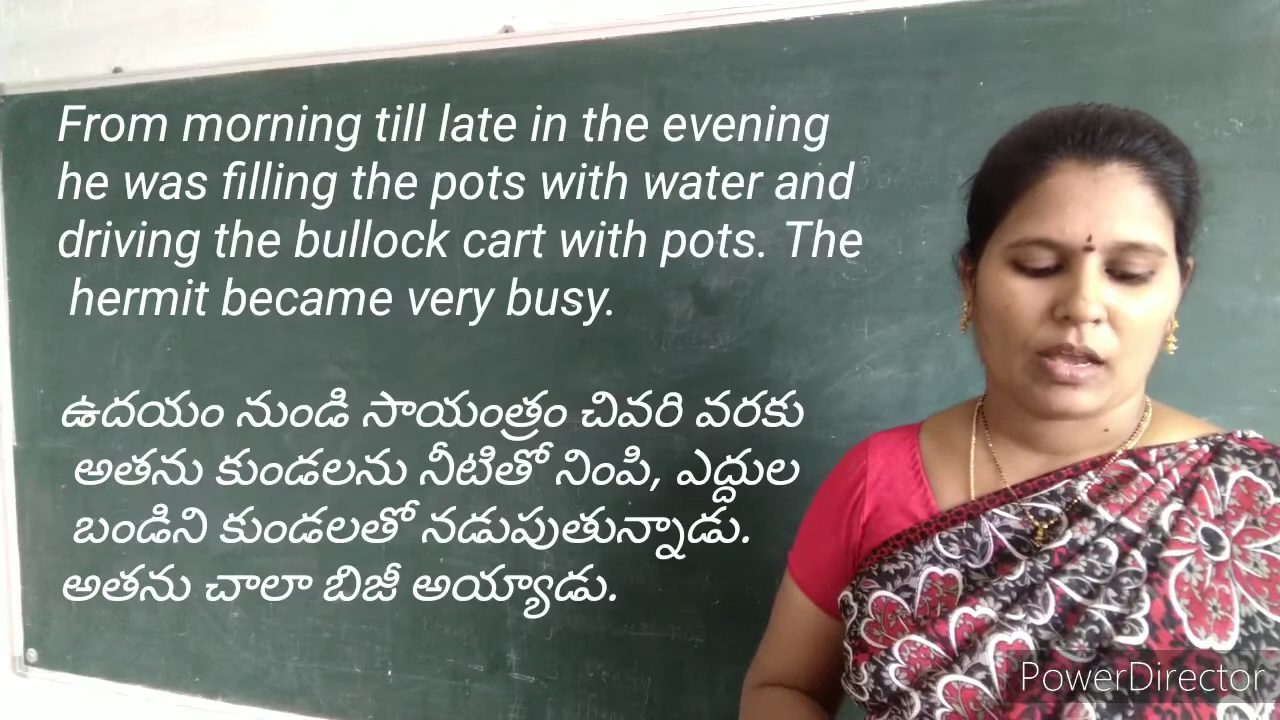 From morning till late in the evening
he was filling the pots with water and
driving the bullock cart with pots. The
hermit became very busy.
ఉదయం నుండి సాయంత్రం చివరి వరకు
అతను కుండలను నీటితో నింపి, ఎద్దుల
బండిని కుండలతో నడుపుతున్నాడు.
అతను చాలా బిజీ అయ్యాడు.
PowerDirector